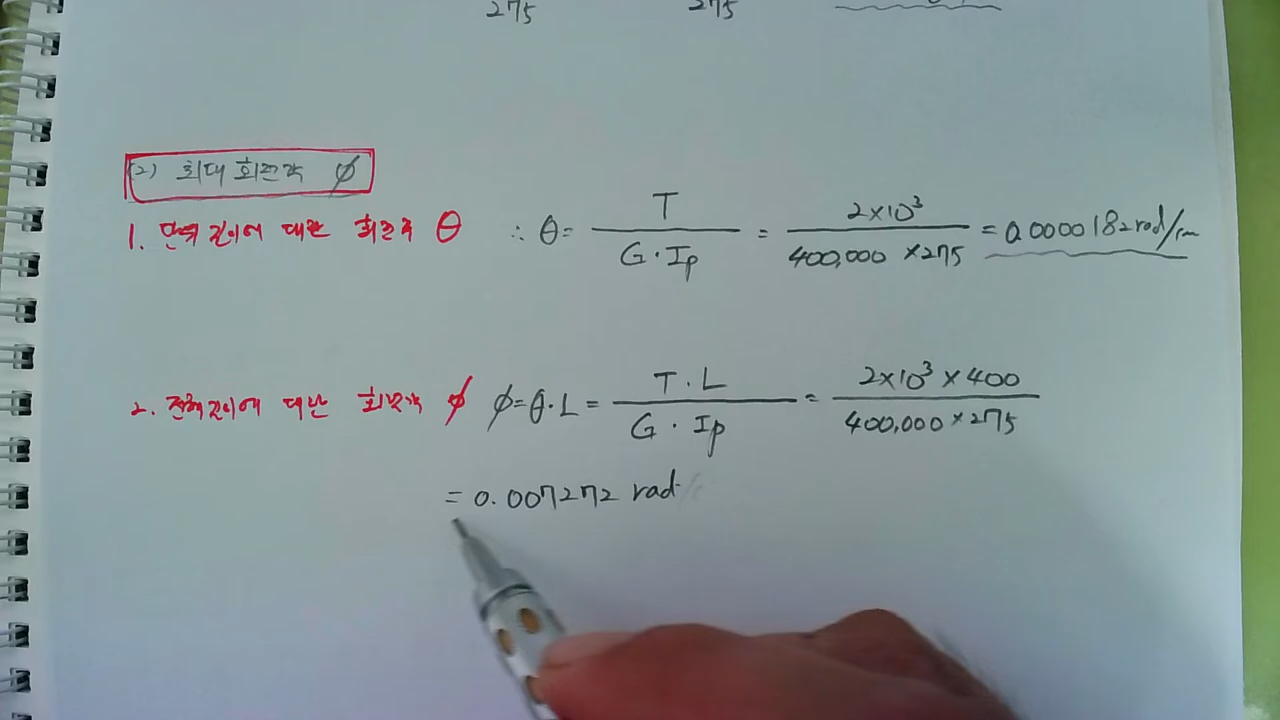 275 275
(2) 최대 회전각 φ
1. 단위길이에 대한 회전각 θ ∴ θ = T / G · Ip = 2×10³ / 400,000 × 275 = 0.0000182 rad/cm
2. 전체길이에 대한 회전각 φ φ = θ · L = T · L / G · Ip = 2×10³ × 400 / 400,000 × 275
= 0.007272 rad